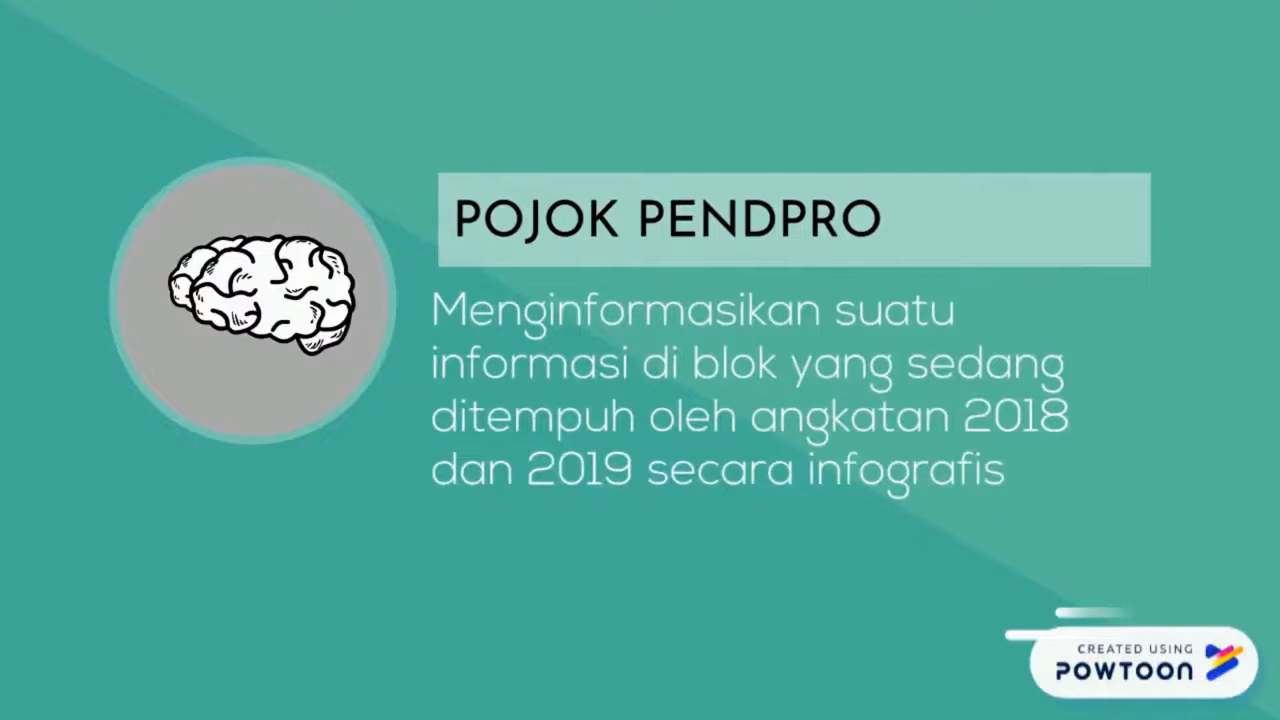 POJOK PENDPRO
Menginformasikan suatu
informasi di blok yang sedang
ditempuh oleh angkatan 2018
dan 2019 secara infografis
CREATED USING
POWTOON